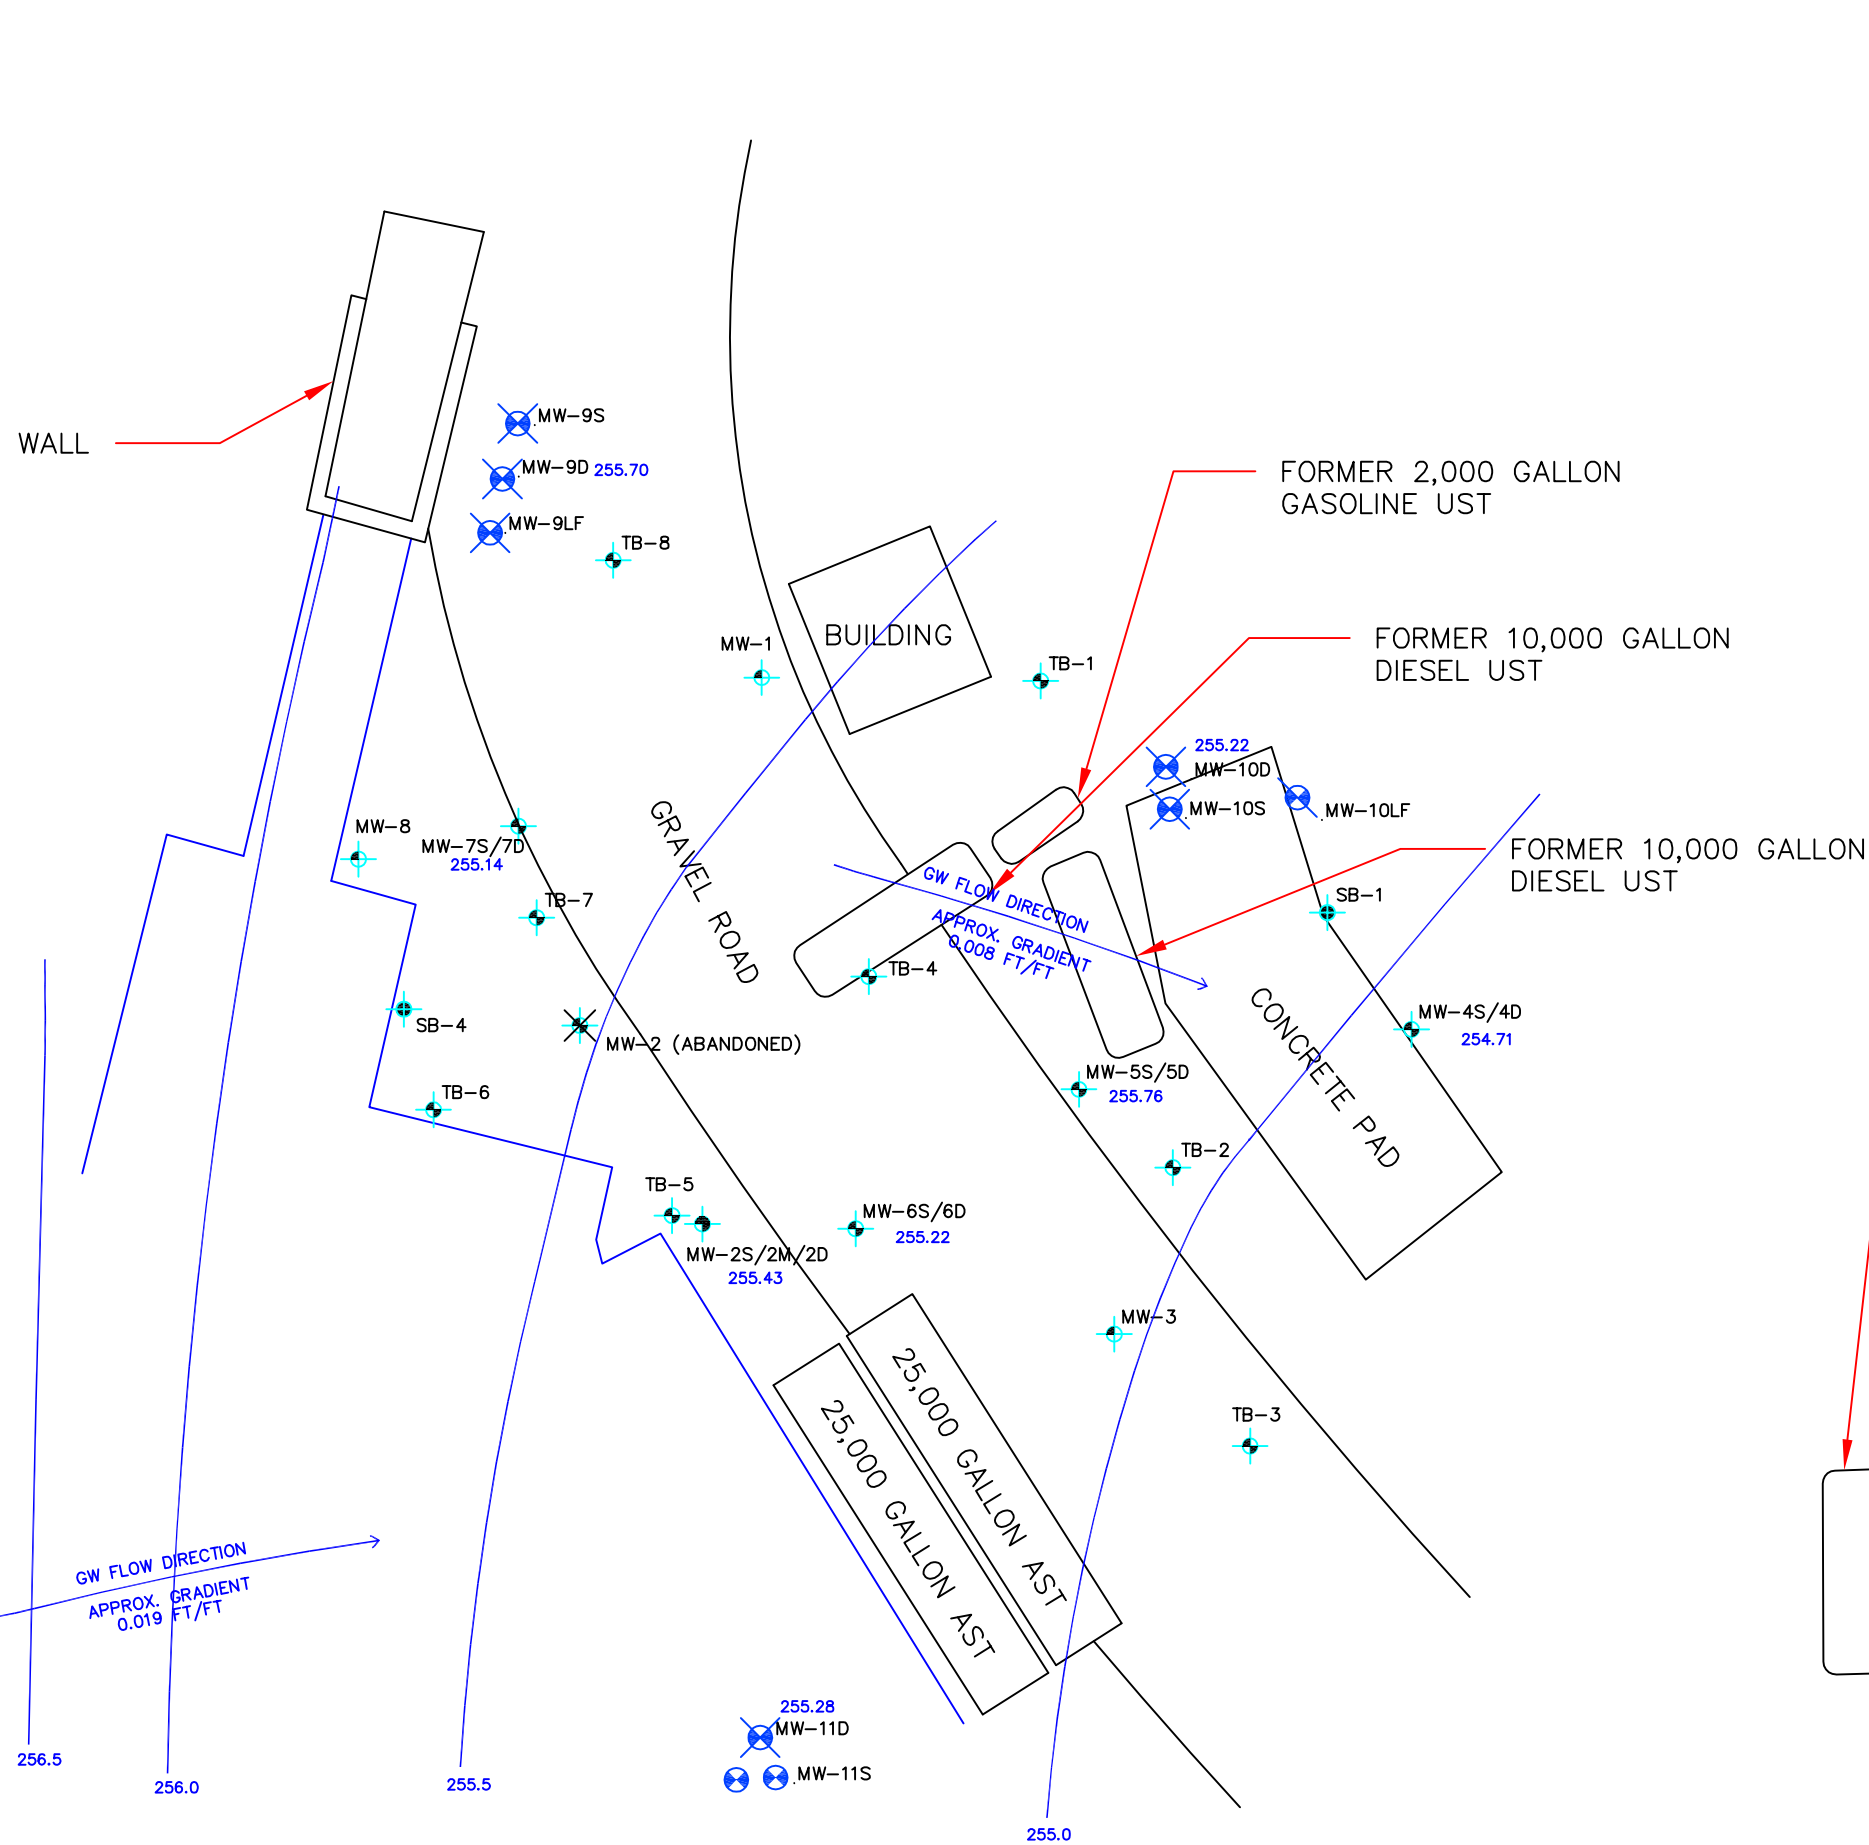 MW-9S
WALL
MW-9D 255.70
FORMER 2,000 GALLON
GASOLINE UST
MW-9LF
TB-8
BUILDING
FORMER 10,000 GALLON
DIESEL UST
MW-1
TB-1
255.22
MW-10D
MW-10S
MW-10LF
MW-8
MW-7S/7D
255.14
GRAVEL ROAD
FORMER 10,000 GALLON
DIESEL UST
GW FLOW DIRECTION
APPROX. GRADIENT
0.008 FT/FT
SB-1
TB-7
TB-4
SB-4
MW-2 (ABANDONED)
CONCRETE PAD
MW-4S/4D
254.71
TB-6
MW-5S/5D
255.76
TB-2
TB-5
MW-6S/6D
255.22
MW-2S/2M/2D
255.43
MW-3
25,000 GALLON AST
25,000 GALLON AST
TB-3
GW FLOW DIRECTION
APPROX. GRADIENT
0.019 FT/FT
255.28
MW-11D
MW-11S
256.5
256.0
255.5
255.0